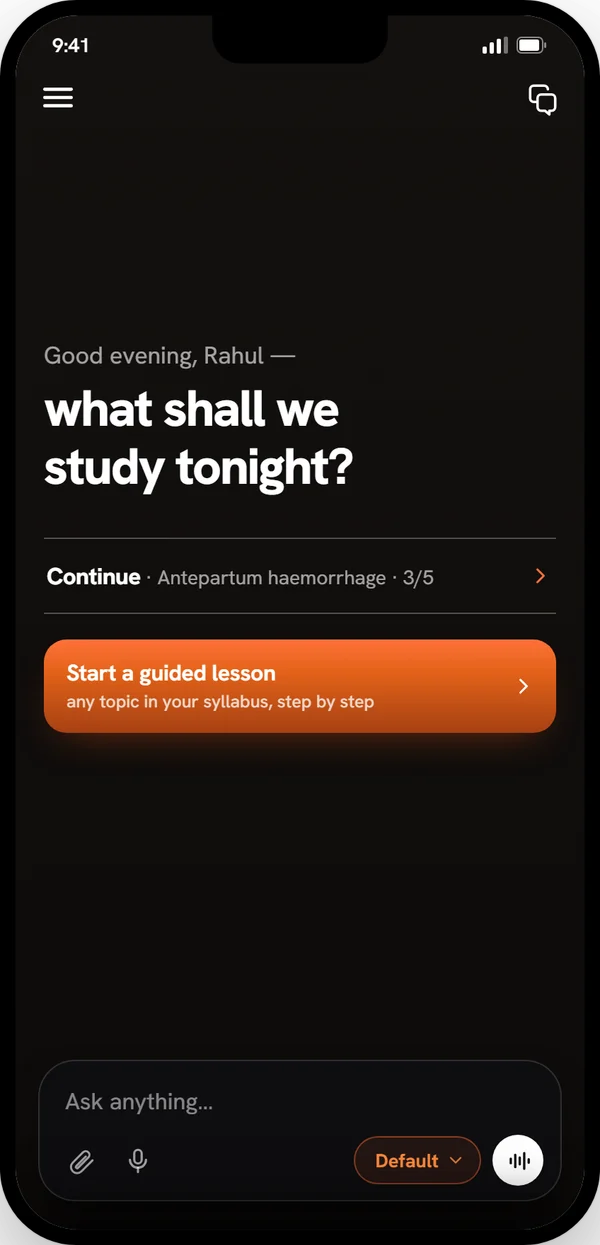 9:41
Good evening, Rahul —
what shall we
study tonight?
Continue · Antepartum haemorrhage · 3/5
Start a guided lesson
any topic in your syllabus, step by step
Ask anything...
Default